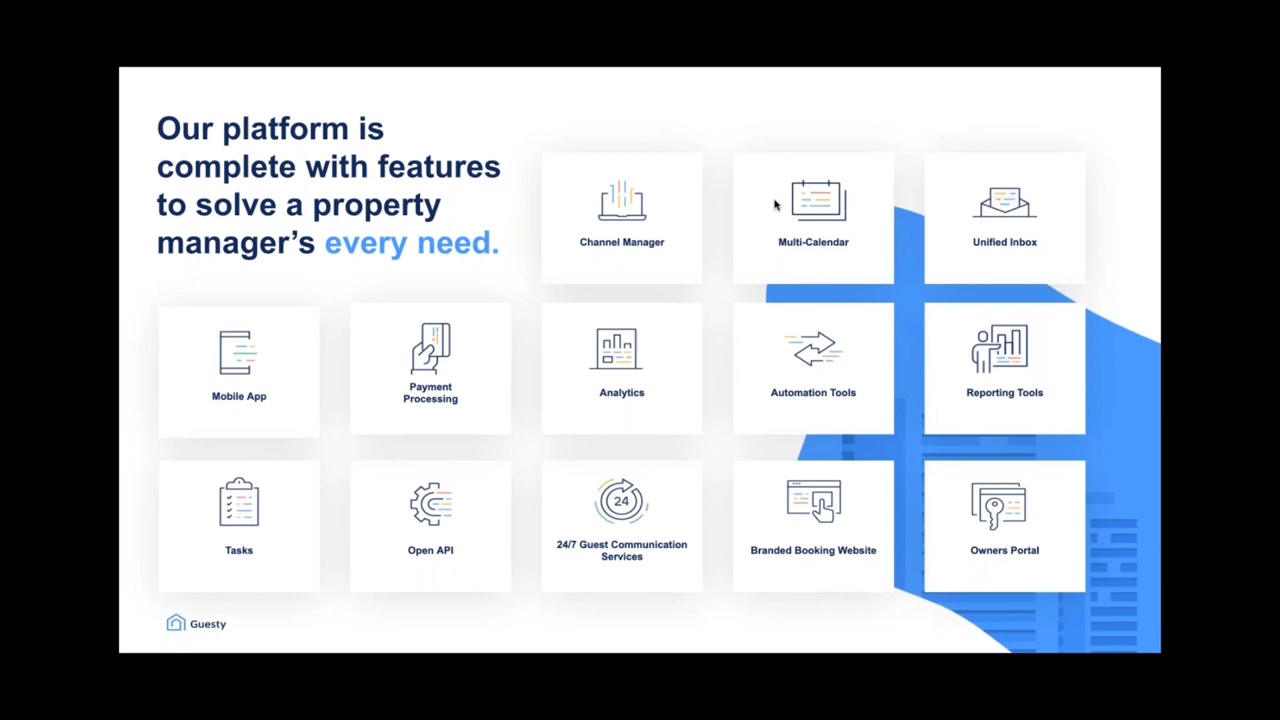 Our platform is
complete with features
to solve a property
manager’s every need.
Channel Manager
Multi-Calendar
Unified Inbox
Mobile App
Payment
Processing
Analytics
Automation Tools
Reporting Tools
Tasks
Open API
24
24/7 Guest Communication
Services
Branded Booking Website
Owners Portal
Guesty